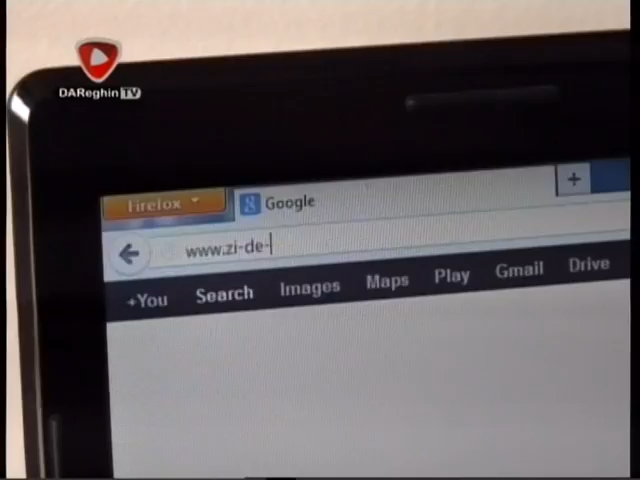 DAReghin TV
Firefox
Google
+
www.zi-de-
+You Search Images Maps Play Gmail Drive